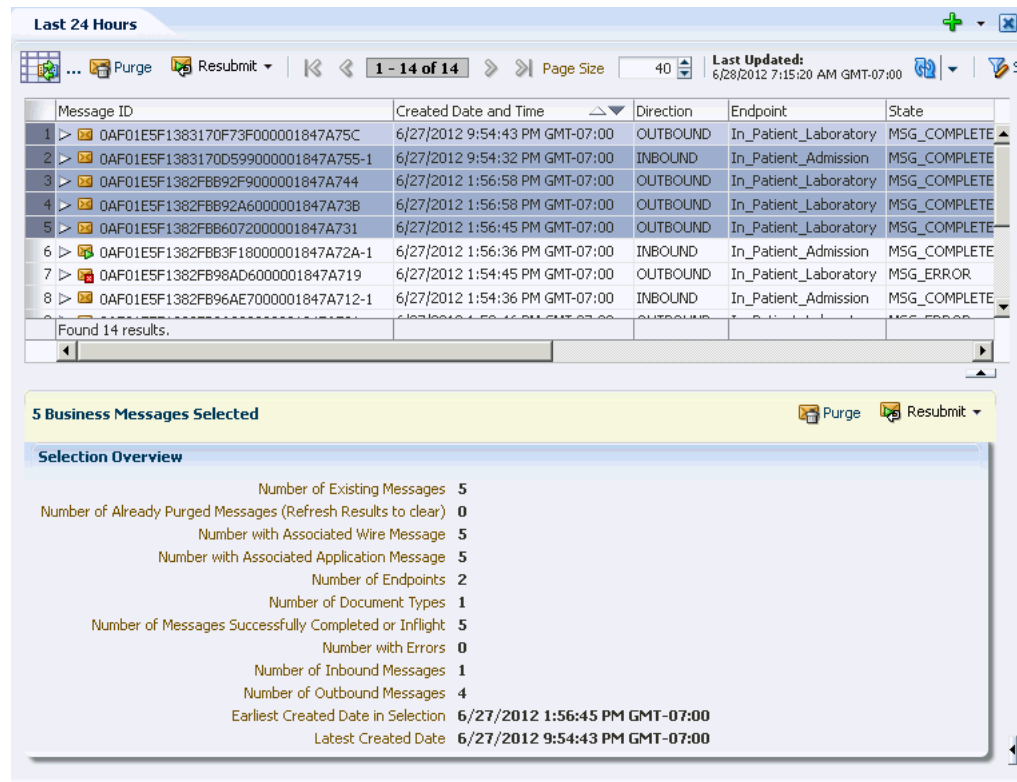 Last 24 Hours
... Purge Resubmit 1 - 14 of 14 Page Size 40 Last Updated: 6/28/2012 7:15:20 AM GMT-07:00
Message ID Created Date and Time Direction Endpoint State
1 0AF01E5F1383170F73F000001847A75C 6/27/2012 9:54:43 PM GMT-07:00 OUTBOUND In_Patient_Laboratory MSG_COMPLETE
2 0AF01E5F1383170D599000001847A755-1 6/27/2012 9:54:32 PM GMT-07:00 INBOUND In_Patient_Admission MSG_COMPLETE
3 0AF01E5F1382FBB92F9000001847A744 6/27/2012 1:56:58 PM GMT-07:00 OUTBOUND In_Patient_Laboratory MSG_COMPLETE
4 0AF01E5F1382FBB92A6000001847A73B 6/27/2012 1:56:58 PM GMT-07:00 OUTBOUND In_Patient_Laboratory MSG_COMPLETE
5 0AF01E5F1382FBB6072000001847A731 6/27/2012 1:56:45 PM GMT-07:00 OUTBOUND In_Patient_Laboratory MSG_COMPLETE
6 0AF01E5F1382FBB3F18000001847A72A-1 6/27/2012 1:56:36 PM GMT-07:00 INBOUND In_Patient_Admission MSG_COMPLETE
7 0AF01E5F1382FB98AD6000001847A719 6/27/2012 1:54:45 PM GMT-07:00 OUTBOUND In_Patient_Laboratory MSG_ERROR
8 0AF01E5F1382FB96AE7000001847A712-1 6/27/2012 1:54:36 PM GMT-07:00 INBOUND In_Patient_Admission MSG_COMPLETE
Found 14 results.
5 Business Messages Selected Purge Resubmit
Selection Overview
Number of Existing Messages 5
Number of Already Purged Messages (Refresh Results to clear) 0
Number with Associated Wire Message 5
Number with Associated Application Message 5
Number of Endpoints 2
Number of Document Types 1
Number of Messages Successfully Completed or Inflight 5
Number with Errors 0
Number of Inbound Messages 1
Number of Outbound Messages 4
Earliest Created Date in Selection 6/27/2012 1:56:45 PM GMT-07:00
Latest Created Date 6/27/2012 9:54:43 PM GMT-07:00